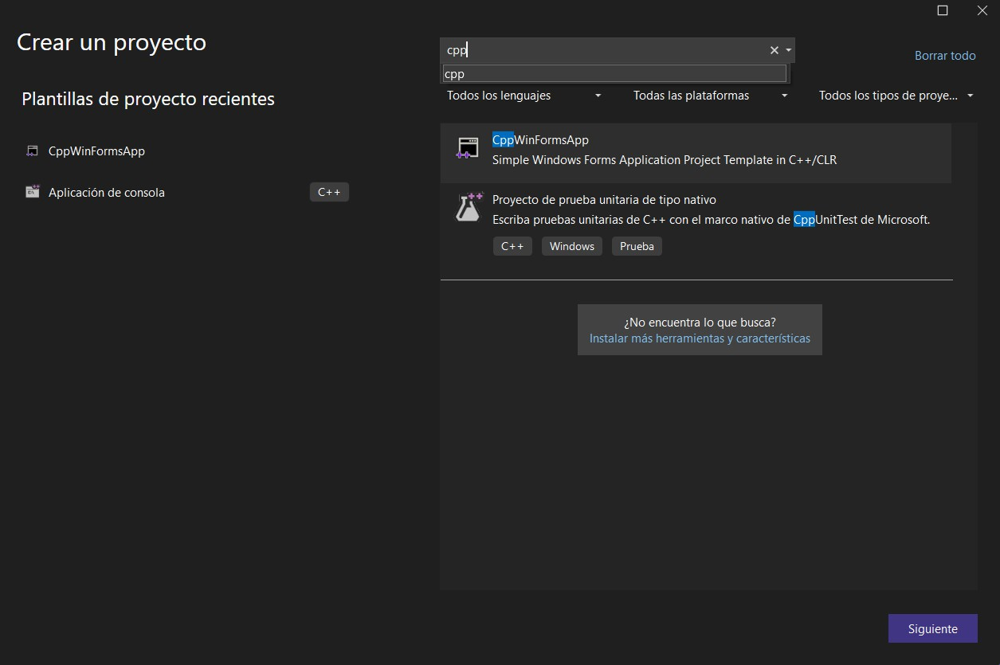 Crear un proyecto
Plantillas de proyecto recientes
CppWinFormsApp
Aplicación de consola
C++
cpp
cpp
Borrar todo
Todos los lenguajes
Todas las plataformas
Todos los tipos de proye...
CppWinFormsApp
Simple Windows Forms Application Project Template in C++/CLR
Proyecto de prueba unitaria de tipo nativo
Escriba pruebas unitarias de C++ con el marco nativo de CppUnitTest de Microsoft.
C++
Windows
Prueba
¿No encuentra lo que busca?
Instalar más herramientas y características
Siguiente